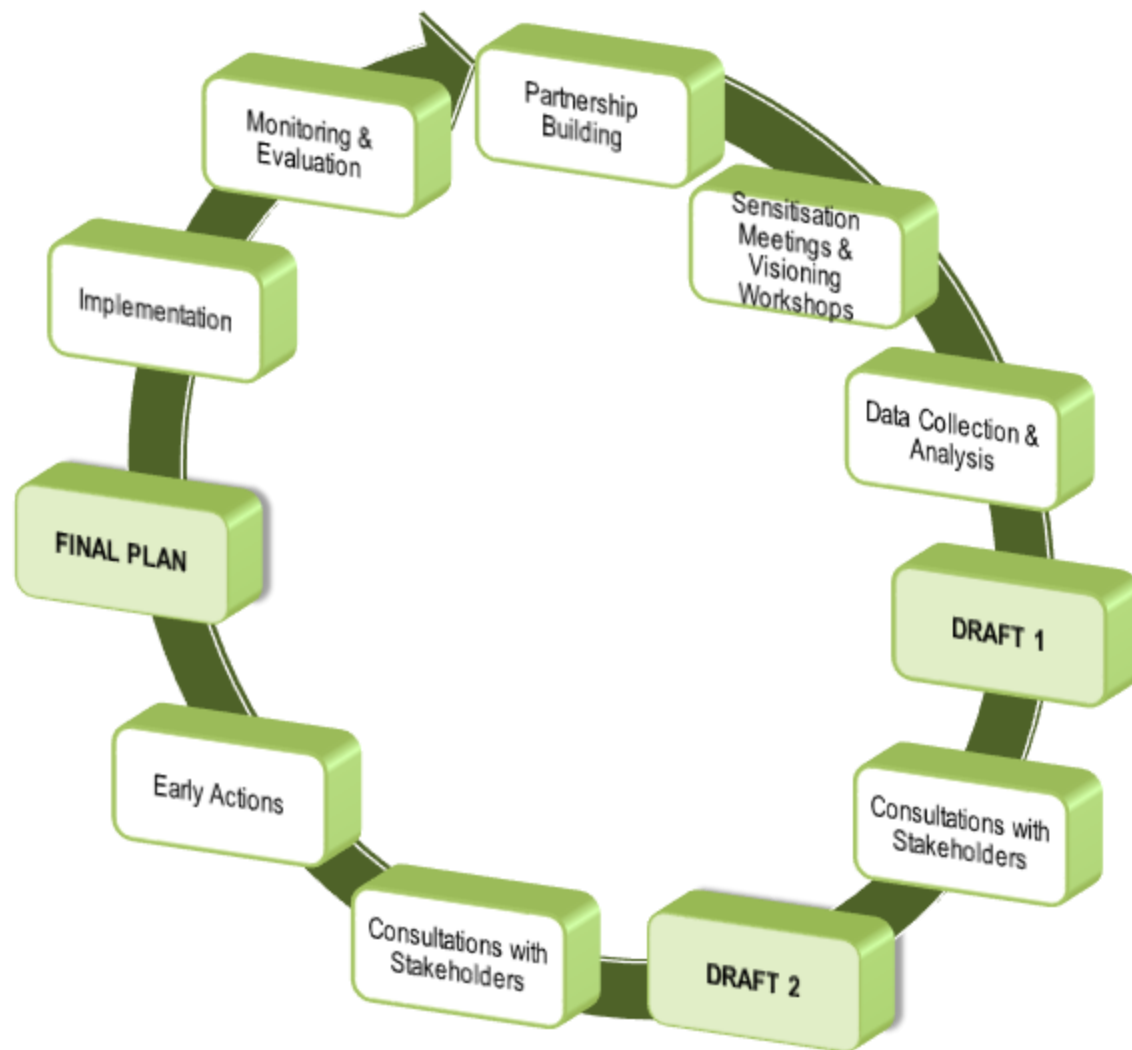 Partnership
Building
Sensitisation
Meetings &
Visioning
Workshops
Data Collection &
Analysis
DRAFT 1
Consultations with
Stakeholders
DRAFT 2
Consultations with
Stakeholders
Early Actions
FINAL PLAN
Implementation
Monitoring &
Evaluation